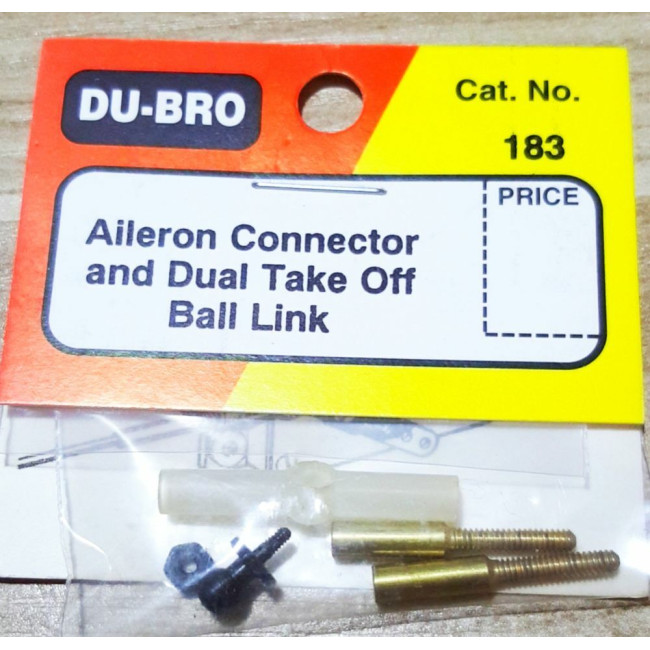 DU-BRO
Cat. No.
183
PRICE
Aileron Connector
and Dual Take Off
Ball Link